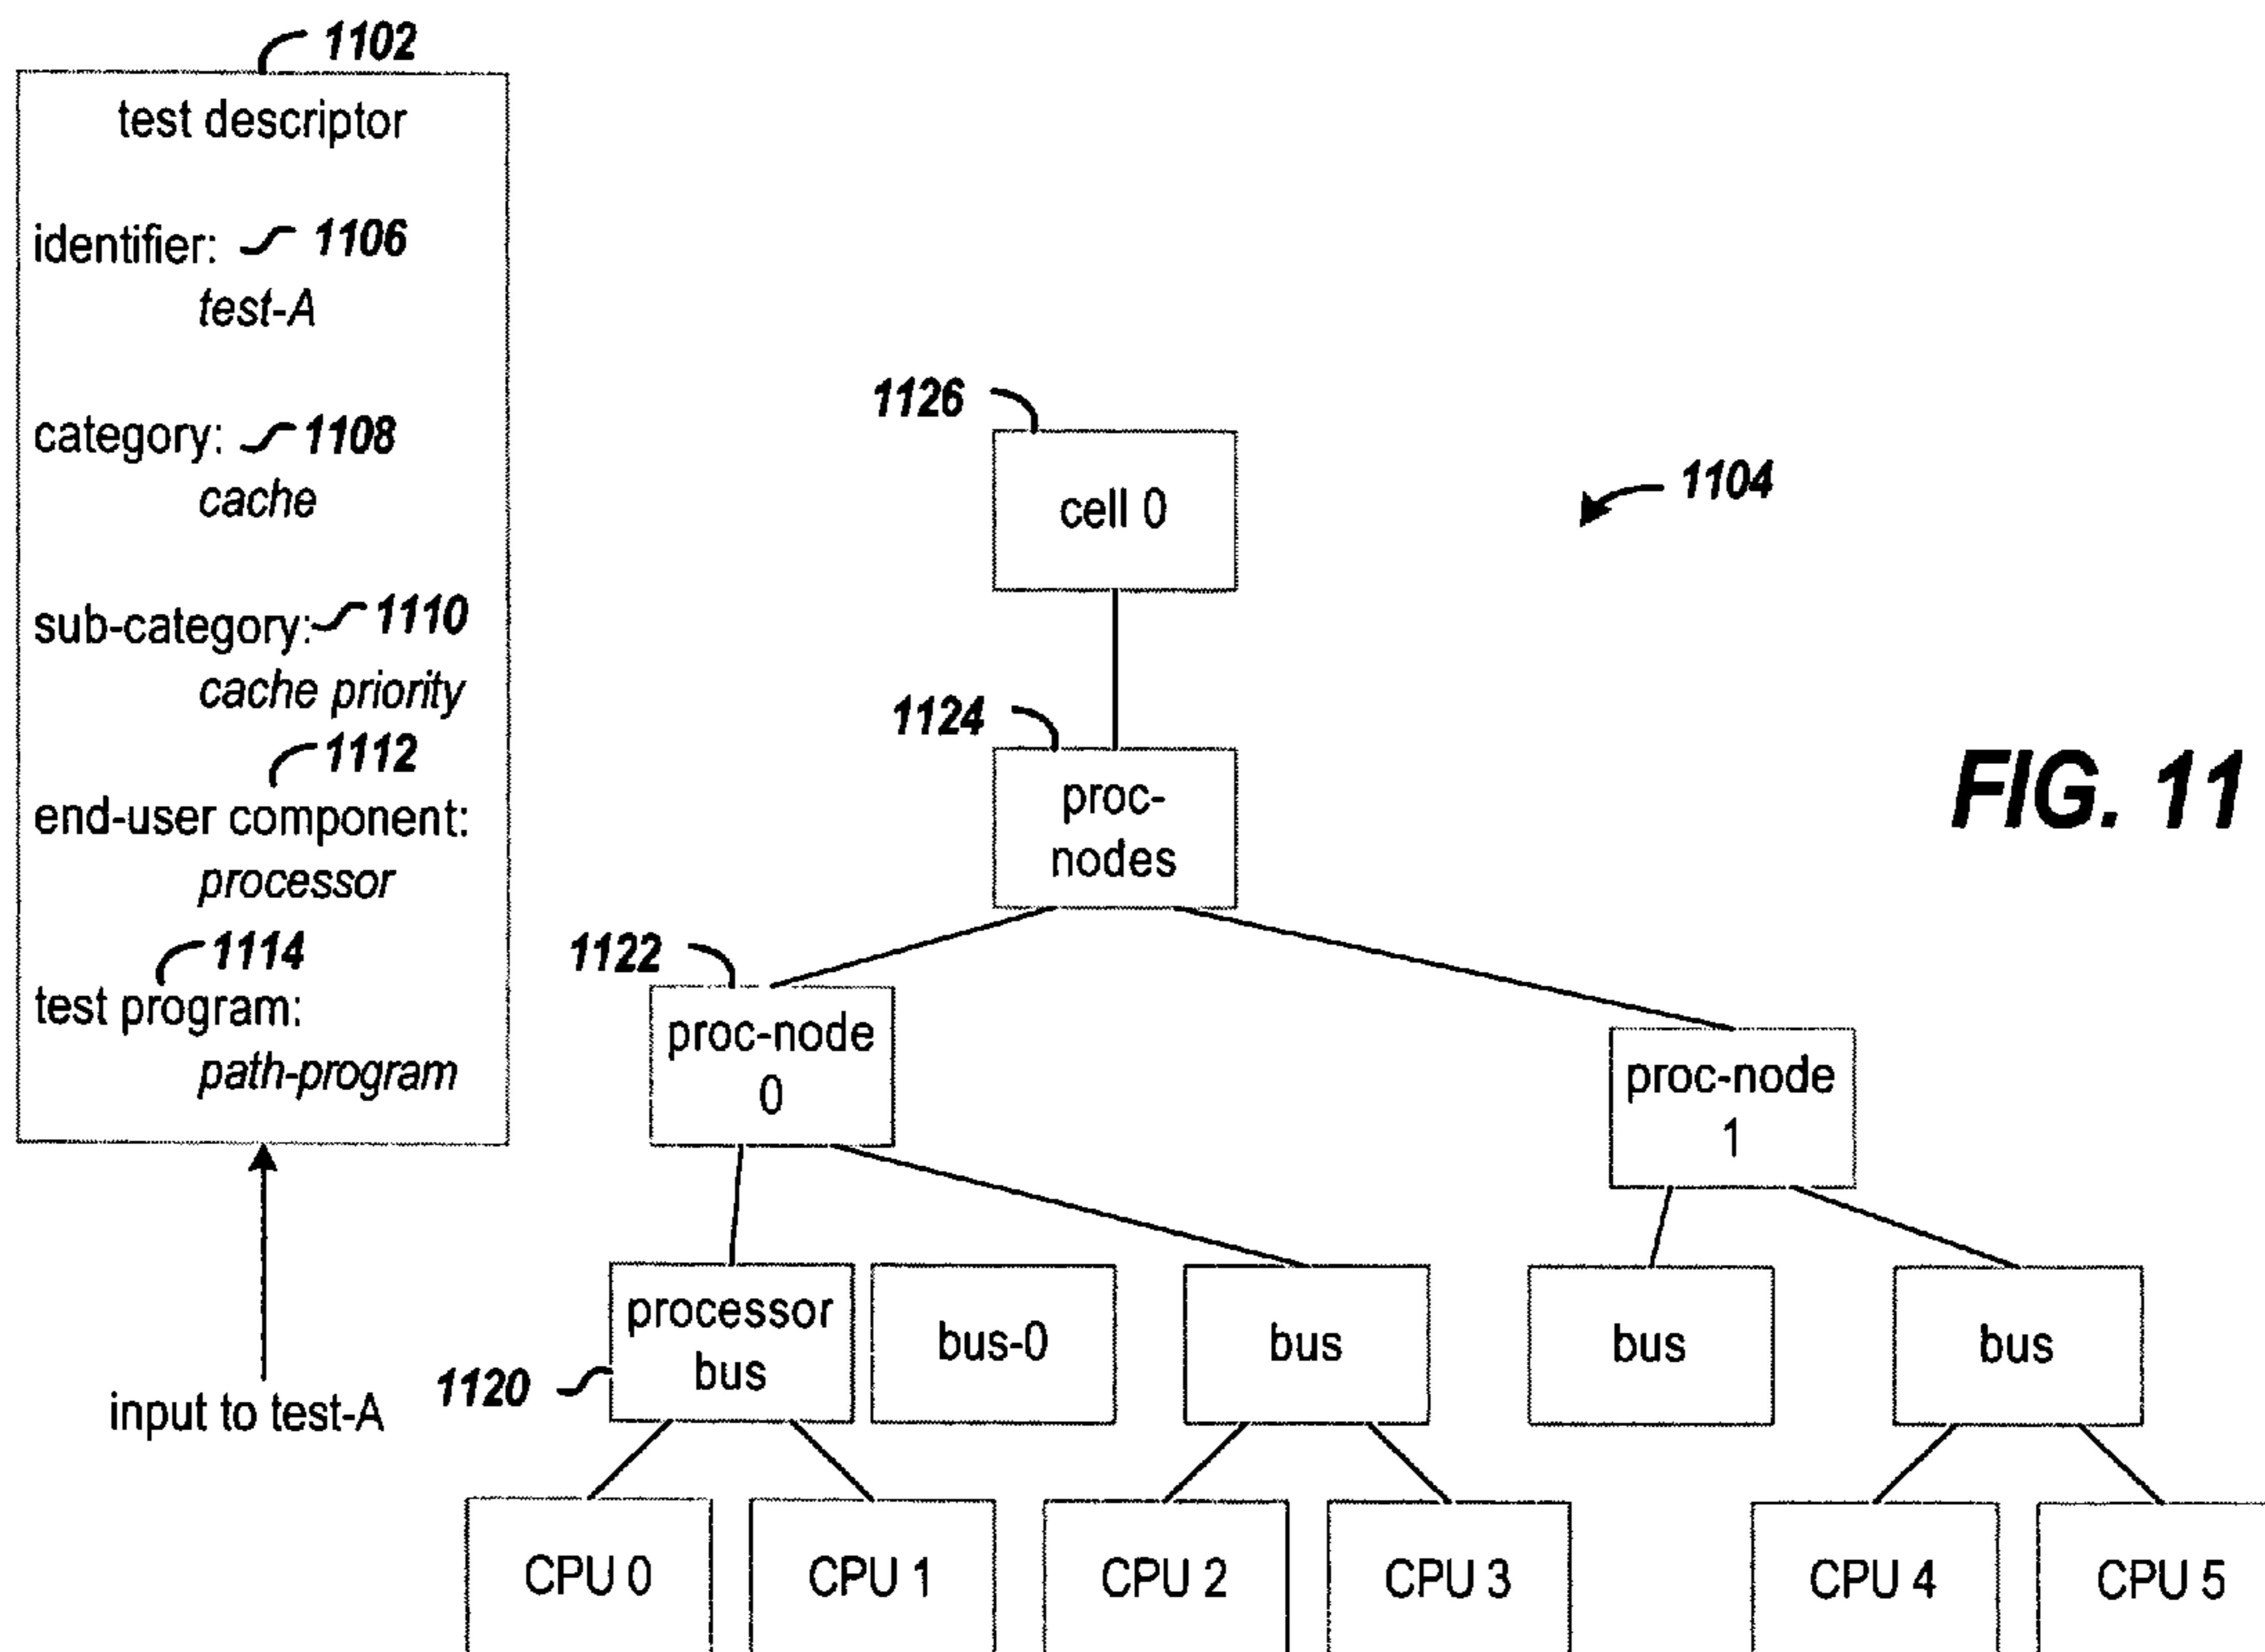 1102
test descriptor
identifier: 1106
test-A
category: 1108
cache
sub-category: 1110
cache priority
1112
end-user component:
processor
1114
test program:
path-program
input to test-A
1126
cell 0
1104
1124
proc-
nodes
FIG. 11
1122
proc-node
0
proc-node
1
1120
processor
bus
bus-0
bus
bus
bus
CPU 0
CPU 1
CPU 2
CPU 3
CPU 4
CPU 5